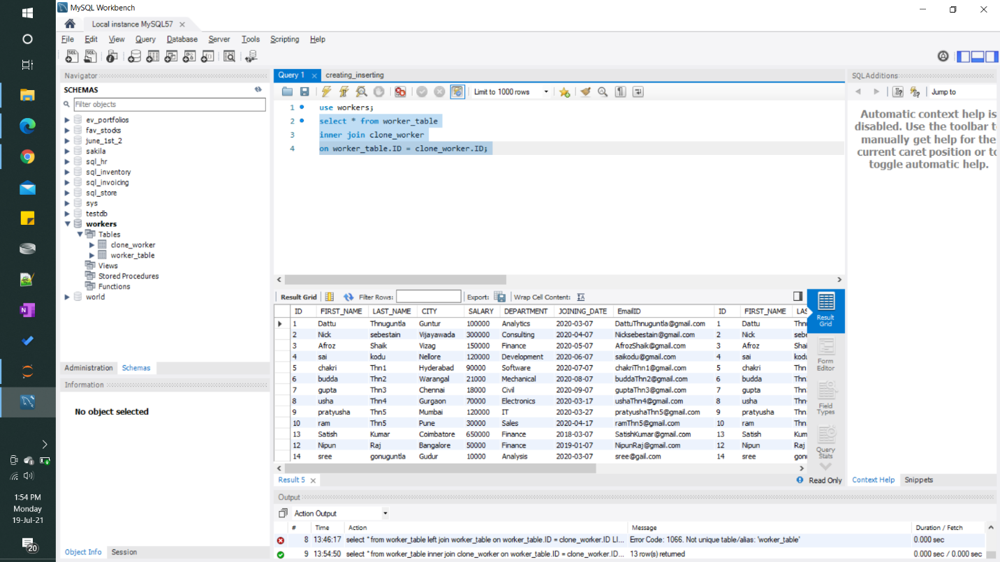 MySQL Workbench
Local instance MySQL57
File Edit View Query Database Server Tools Scripting Help
Navigator
SCHEMAS
Filter objects
ev_portfolios
fav_stocks
june_1st_2
sakila
sql_hr
sql_inventory
sql_invoicing
sql_store
sys
testdb
workers
Tables
clone_worker
worker_table
Views
Stored Procedures
Functions
world
Administration Schemas
Information
No object selected
Object Info Session
Query 1 creating_inserting
Limit to 1000 rows
1 use workers;
2 select * from worker_table
3 inner join clone_worker
4 on worker_table.ID = clone_worker.ID;
Result Grid Filter Rows: Export: Wrap Cell Content:
ID FIRST_NAME LAST_NAME CITY SALARY DEPARTMENT JOINING_DATE EmailID ID FIRST_NAME LAS
1 Dattu Thnuguntla Guntur 100000 Analytics 2020-03-07 DattuThnuguntla@gmail.com 1 Dattu Thnu
2 Nick sebestain Vijayawada 300000 Consulting 2020-04-07 Nicksebestain@gmail.com 2 Nick sebe
3 Afroz Shaik Vizag 150000 Finance 2020-05-07 AfrozShaik@gmail.com 3 Afroz Shai
4 sai kodu Nellore 120000 Development 2020-06-07 saikodu@gmail.com 4 sai kodu
5 chakri Thn1 Hyderabad 90000 Software 2020-07-07 chakriThn1@gmail.com 5 chakri Thn
6 budda Thn2 Warangal 21000 Mechanical 2020-08-07 buddaThn2@gmail.com 6 budda Thn
7 gupta Thn3 Chennai 18000 Civil 2020-09-07 guptaThn3@gmail.com 7 gupta Thn
8 usha Thn4 Gurgaon 70000 Electronics 2020-03-17 ushaThn4@gmail.com 8 usha Thn
9 pratyusha Thn5 Mumbai 120000 IT 2020-03-27 pratyushaThn5@gmail.com 9 pratyusha Thn
10 ram Thn5 Pune 30000 Sales 2020-04-17 ramThn5@gmail.com 10 ram Thn
13 Satish Kumar Coimbatore 650000 Finance 2018-03-07 SatishKumar@gmail.com 13 Satish Kum
12 Nipun Raj Bangalore 50000 Finance 2019-01-07 NipunRaj@gmail.com 12 Nipun Raj
14 sree gonuguntla Gudur 10000 Analysis 2020-03-07 sree@gail.com 14 sree gonu
Result Grid
Form Editor
Field Types
Query Stats
Result 5
Read Only
Output
Action Output
# Time Action Message Duration / Fetch
8 13:46:17 select * from worker_table left join worker_table on worker_table.ID = clone_worker.ID LI... Error Code: 1066. Not unique table/alias: 'worker_table' 0.000 sec
9 13:54:50 select * from worker_table inner join clone_worker on worker_table.ID = clone_worker.ID... 13 row(s) returned 0.000 sec / 0.000 sec
SQLAdditions
Jump to
Automatic context help is
disabled. Use the toolbar t
manually get help for the
current caret position or to
toggle automatic help.
Context Help Snippets
1:54 PM
Monday
19-Jul-21
20